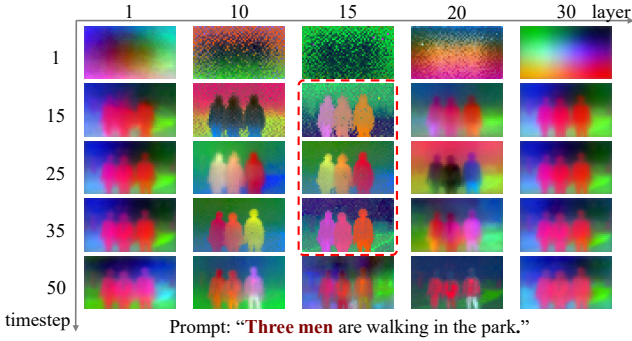 1 10 15 20 30 layer
1
15
25
35
50
timestep
Prompt: “Three men are walking in the park.”